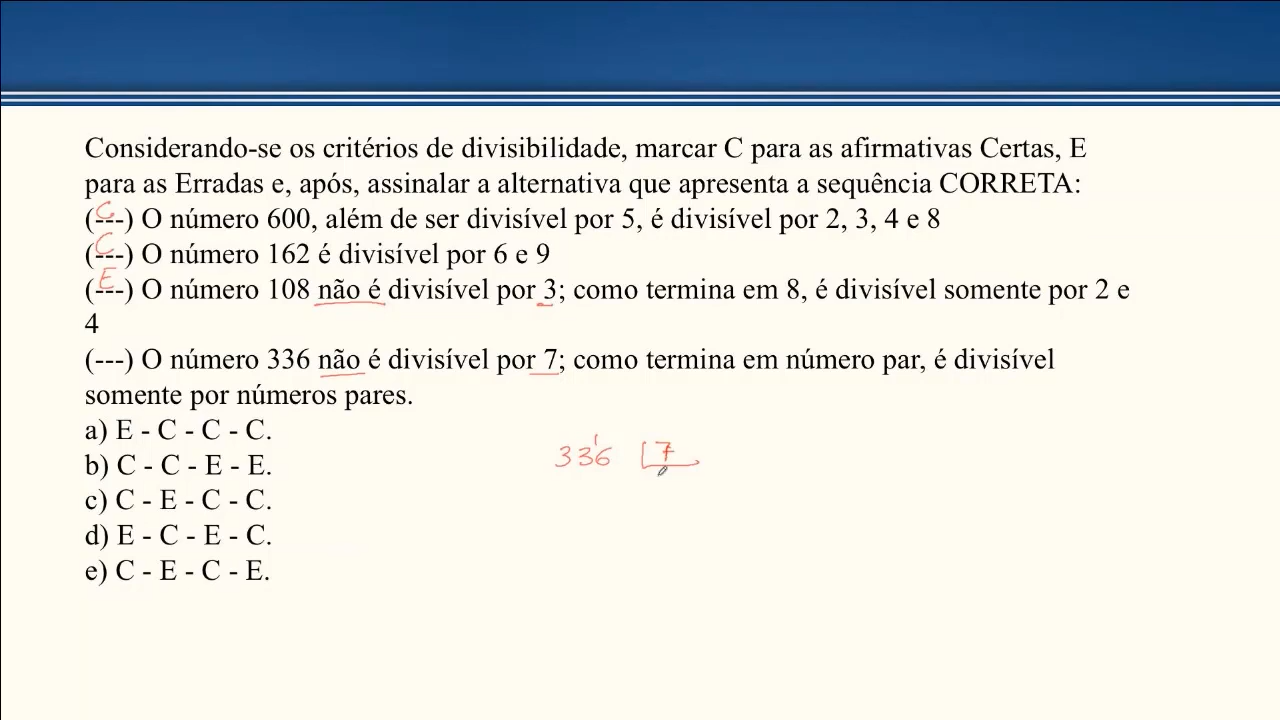 Considerando-se os critérios de divisibilidade, marcar C para as afirmativas Certas, E
para as Erradas e, após, assinalar a alternativa que apresenta a sequência CORRETA:
(-C-) O número 600, além de ser divisível por 5, é divisível por 2, 3, 4 e 8
(-C-) O número 162 é divisível por 6 e 9
(-E-) O número 108 não é divisível por 3; como termina em 8, é divisível somente por 2 e
4
(---) O número 336 não é divisível por 7; como termina em número par, é divisível
somente por números pares.
a) E - C - C - C.
b) C - C - E - E.
c) C - E - C - C.
d) E - C - E - C.
e) C - E - C - E.
336 7